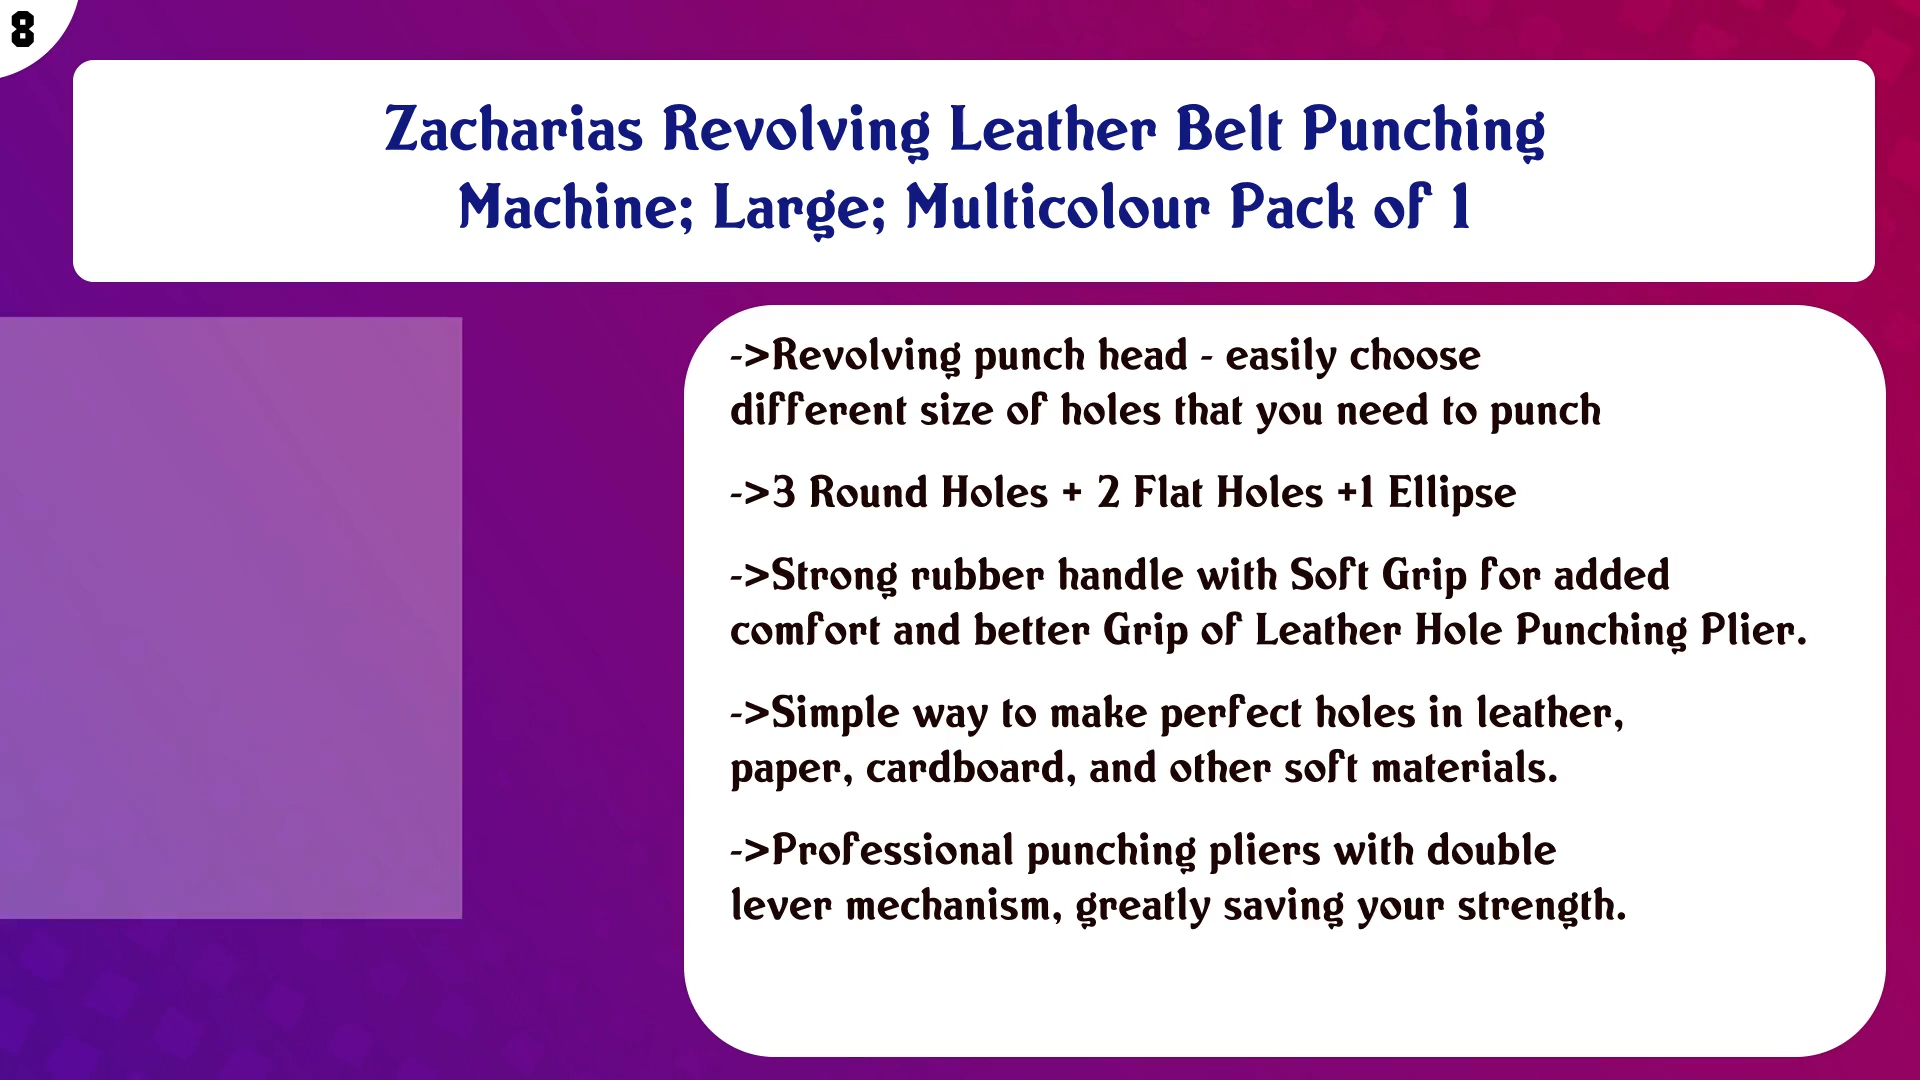 8
Zacharias Revolving Leather Belt Punching
Machine; Large; Multicolour Pack of 1
->Revolving punch head - easily choose
different size of holes that you need to punch
->3 Round Holes + 2 Flat Holes +1 Ellipse
->Strong rubber handle with Soft Grip for added
comfort and better Grip of Leather Hole Punching Plier.
->Simple way to make perfect holes in leather,
paper, cardboard, and other soft materials.
->Professional punching pliers with double
lever mechanism, greatly saving your strength.